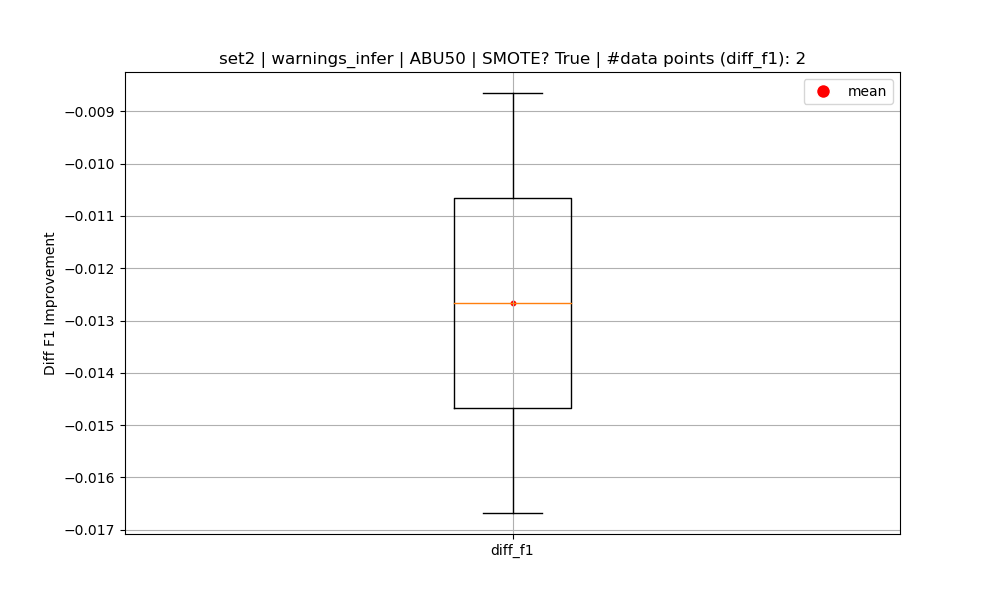 set2 | warnings_infer | ABU50 | SMOTE? True | #data points (diff_f1): 2
mean
−0.009
−0.010
−0.011
−0.012
−0.013
−0.014
−0.015
−0.016
−0.017
Diff F1 Improvement
diff_f1